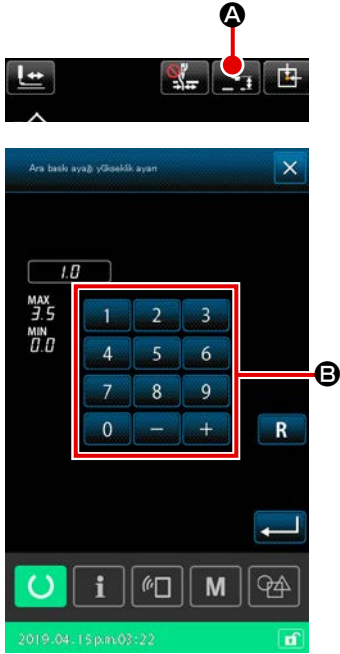 A
Ara baskı ayağı yükseklik ayarı
1.0
MAX
3.5
MIN
0.0
1 2 3
4 5 6
7 8 9
0 − +
B
R
i M
2019.04.15 p.m.03:22